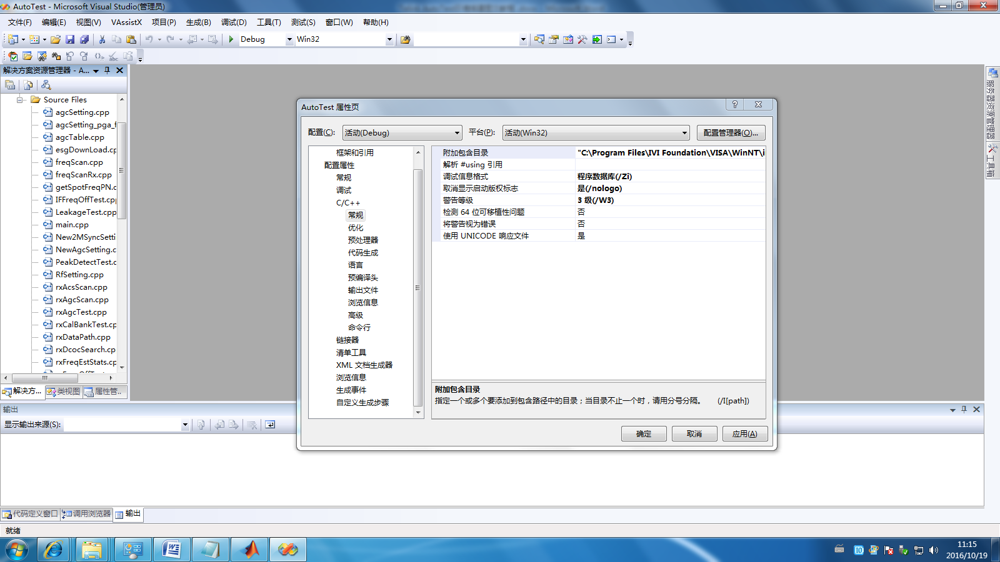 AutoTest - Microsoft Visual Studio(管理员)
文件(F) 编辑(E) 视图(V) VAssistX 项目(P) 生成(B) 调试(D) 工具(T) 测试(S) 窗口(W) 帮助(H)
Debug Win32
解决方案资源管理器 - A...
Source Files
agcSetting.cpp
agcSetting_pga_f
agcTable.cpp
esgDownLoad.cp
freqScan.cpp
freqScanRx.cpp
getSpotFreqPN.c
IFFreqOffTest.cpp
LeakageTest.cpp
main.cpp
New2MSyncSetti
NewAgcSetting.c
PeakDetectTest.c
RfSetting.cpp
rxAcsScan.cpp
rxAgcScan.cpp
rxAgcTest.cpp
rxCalBankTest.cp
rxDataPath.cpp
rxDcocSearch.cp
rxFreqEstStats.cp
解决方... 类视图 属性管...
AutoTest 属性页
配置(C): 活动(Debug) 平台(P): 活动(Win32) 配置管理器(O)...
框架和引用
配置属性
常规
调试
C/C++
常规
优化
预处理器
代码生成
语言
预编译头
输出文件
浏览信息
高级
命令行
链接器
清单工具
XML 文档生成器
浏览信息
生成事件
自定义生成步骤
附加包含目录 "C:\Program Files\IVI Foundation\VISA\WinNT\i
解析 #using 引用
调试信息格式 程序数据库(/Zi)
取消显示启动版权标志 是(/nologo)
警告等级 3 级(/W3)
检测 64 位可移植性问题 否
将警告视为错误 否
使用 UNICODE 响应文件 是
附加包含目录
指定一个或多个要添加到包含路径中的目录；当目录不止一个时，请用分号分隔。 (/I[path])
确定 取消 应用(A)
服务器资源管理器
工具箱
输出
显示输出来源(S):
代码定义窗口 调用浏览器 输出
就绪
11:15
2016/10/19